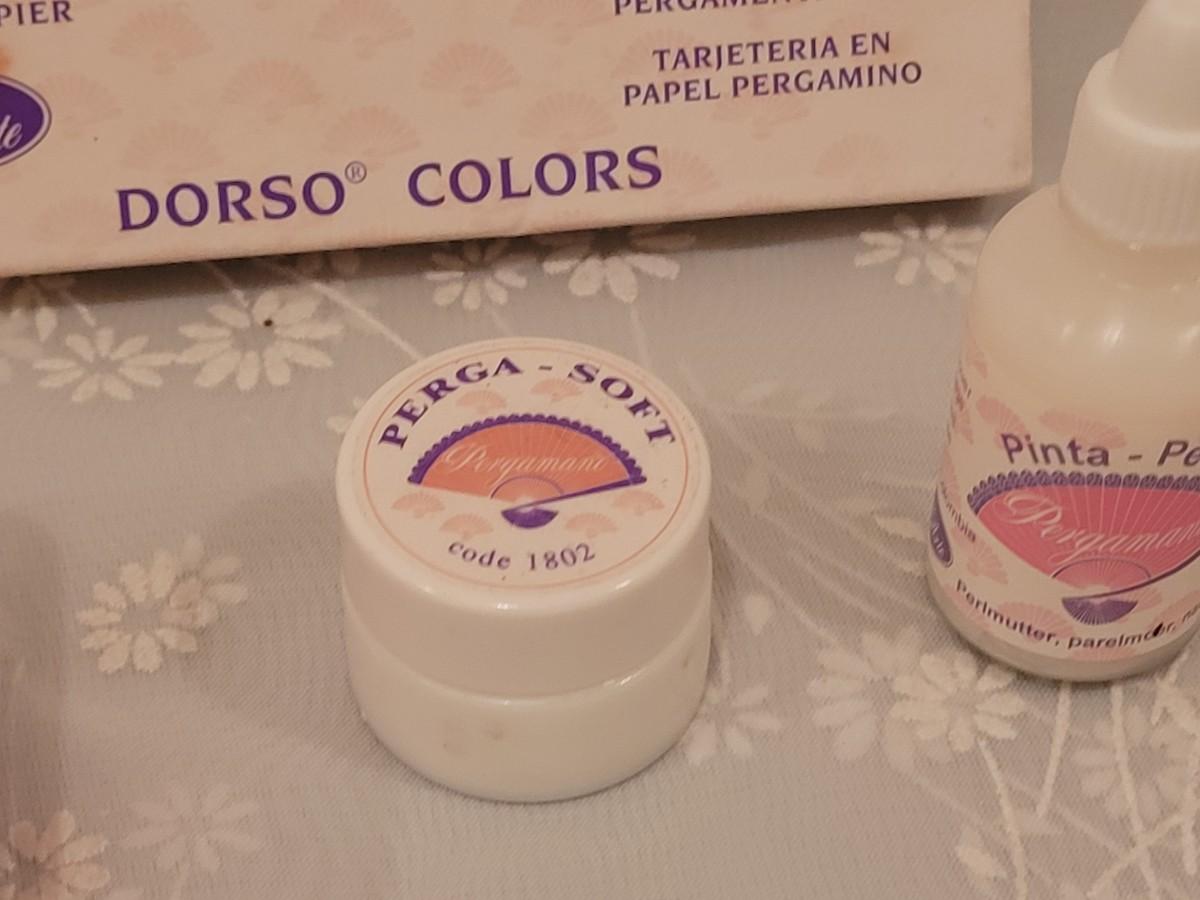 PIER
TARJETERIA EN
PAPEL PERGAMINO
DORSO® COLORS
PERGA - SOFT
Pergamano
code 1802
Pinta - Pe
Pergamano
Perlmutter, parelmoer,